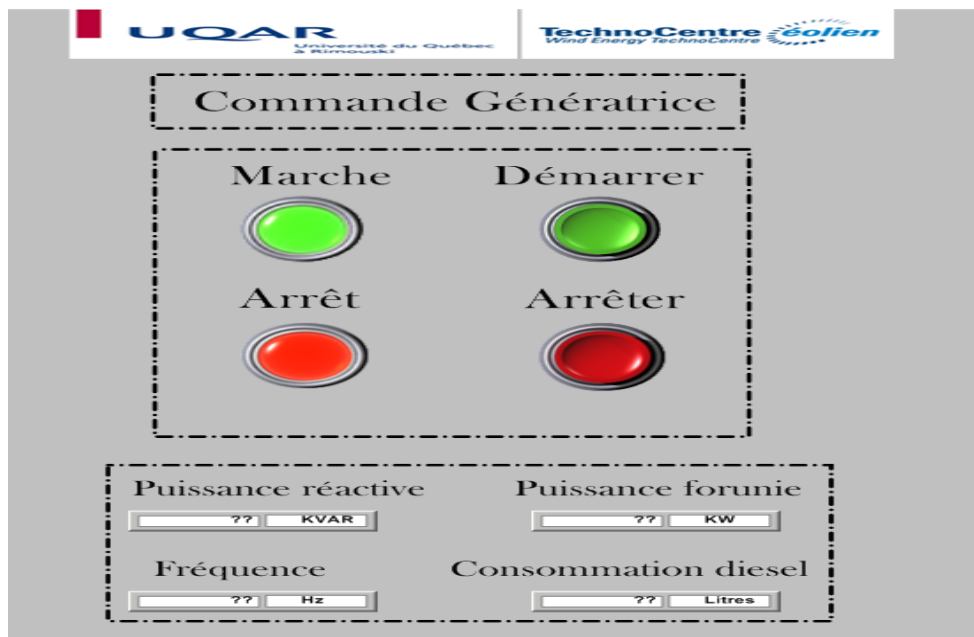 UQAR
Université du Québec
à Rimouski
TechnoCentre éolien
Wind Energy TechnoCentre
Commande Génératrice
Marche Démarrer
Arrêt Arrêter
Puissance réactive Puissance forunie
?? KVAR ?? KW
Fréquence Consommation diesel
?? Hz ?? Litres